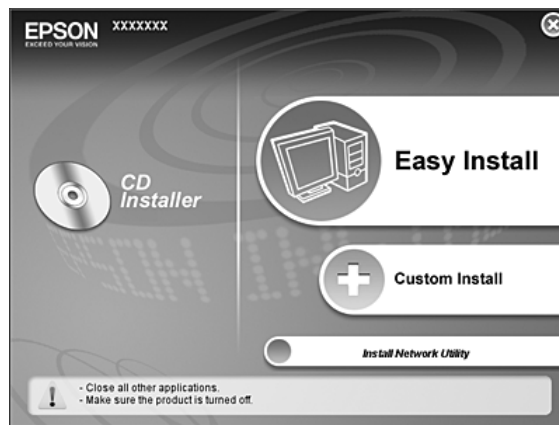 EPSON XXXXXXX
EXCEED YOUR VISION
CD
Installer
Easy Install
Custom Install
Install Network Utility
- Close all other applications.
- Make sure the product is turned off.